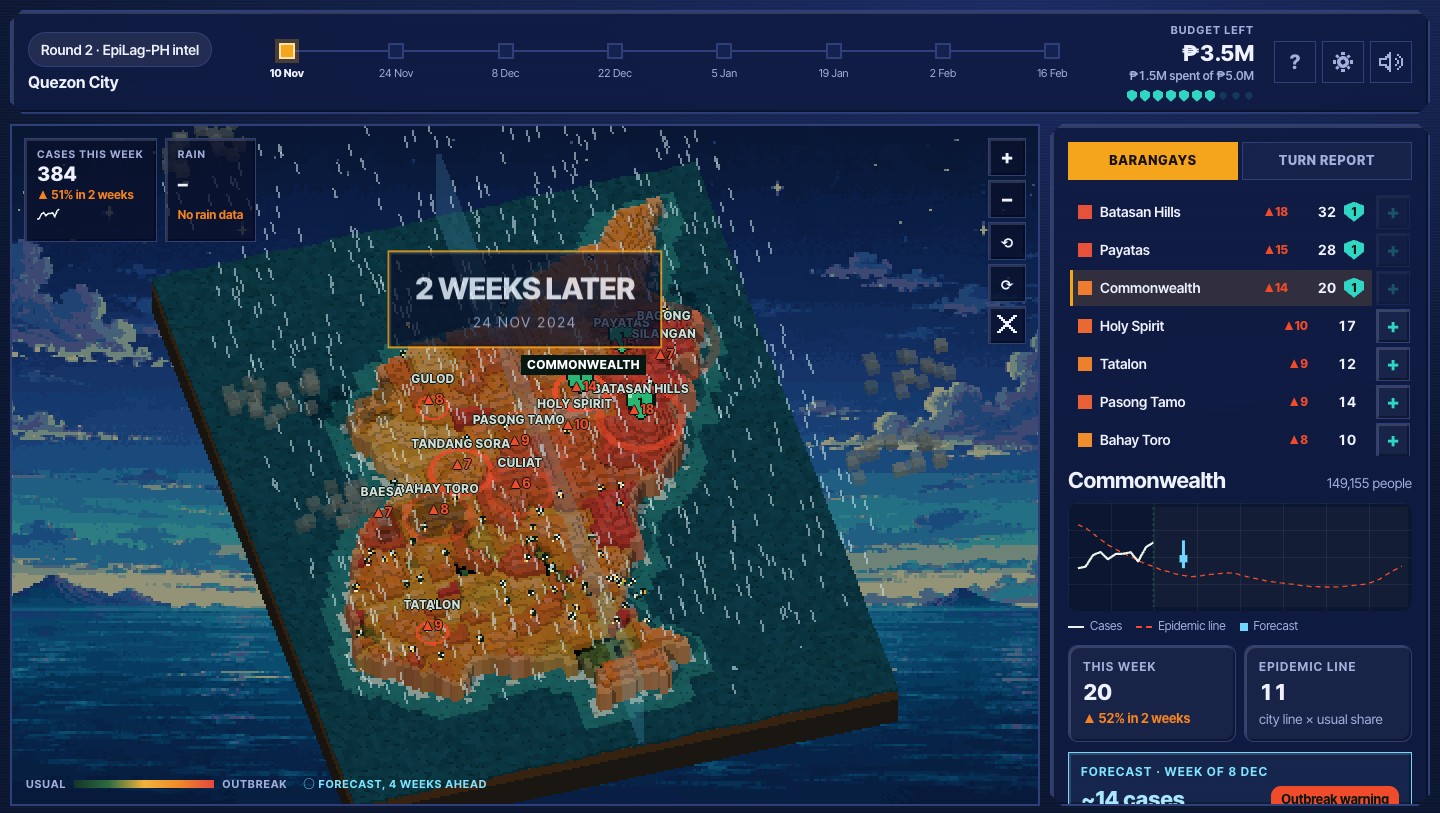 Round 2 · EpiLag-PH intel
Quezon City
10 Nov
24 Nov
8 Dec
22 Dec
5 Jan
19 Jan
2 Feb
16 Feb
BUDGET LEFT
₱3.5M
₱1.5M spent of ₱5.0M
?
CASES THIS WEEK
384
▲ 51% in 2 weeks
RAIN
–
No rain data
+
−
2 WEEKS LATER
24 NOV 2024
PAYATAS
BAGONG
SILANGAN
▲7
COMMONWEALTH
▲14
BATASAN HILLS
▲18
GULOD
▲8
HOLY SPIRIT
▲10
PASONG TAMO
▲9
TANDANG SORA
▲7
CULIAT
▲6
BAESA
▲7
BAHAY TORO
▲8
TATALON
▲9
USUAL
OUTBREAK
FORECAST, 4 WEEKS AHEAD
BARANGAYS
TURN REPORT
Batasan Hills ▲18 32 1
Payatas ▲15 28 1
Commonwealth ▲14 20 1
Holy Spirit ▲10 17 +
Tatalon ▲9 12 +
Pasong Tamo ▲9 14 +
Bahay Toro ▲8 10 +
Commonwealth
149,155 people
Cases
Epidemic line
Forecast
THIS WEEK
20
▲ 52% in 2 weeks
EPIDEMIC LINE
11
city line × usual share
FORECAST · WEEK OF 8 DEC
~14 cases
Outbreak warning